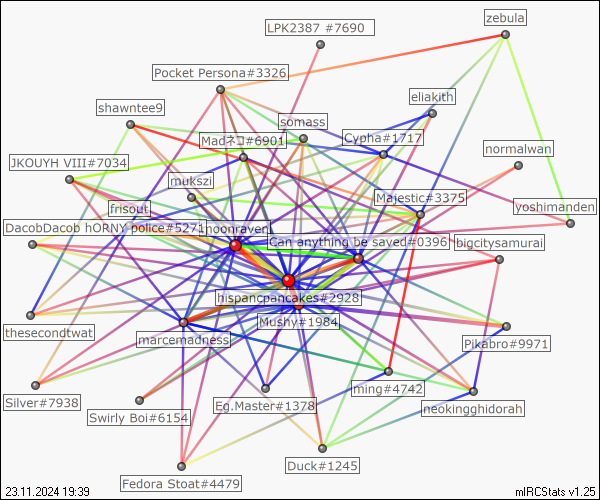 LPK2387 #7690
zebula
Pocket Persona#3326
eliakith
shawntee9
somass
Madネコ#6901
Cypha#1717
normalwan
JKOUYH VIII#7034
mukszi
Majestic#3375
frisout
yoshimanden
DacobDacob hORNY police#5271
noonraven
Can anything be saved#0396
bigcitysamurai
hispancpancakes#2928
Mushy#1984
thesecondtwat
marcemadness
Pikabro#9971
ming#4742
Silver#7938
Swirly Boi#6154
Eg.Master#1378
neokingghidorah
Duck#1245
Fedora Stoat#4479
23.11.2024 19:39
mIRCStats v1.25